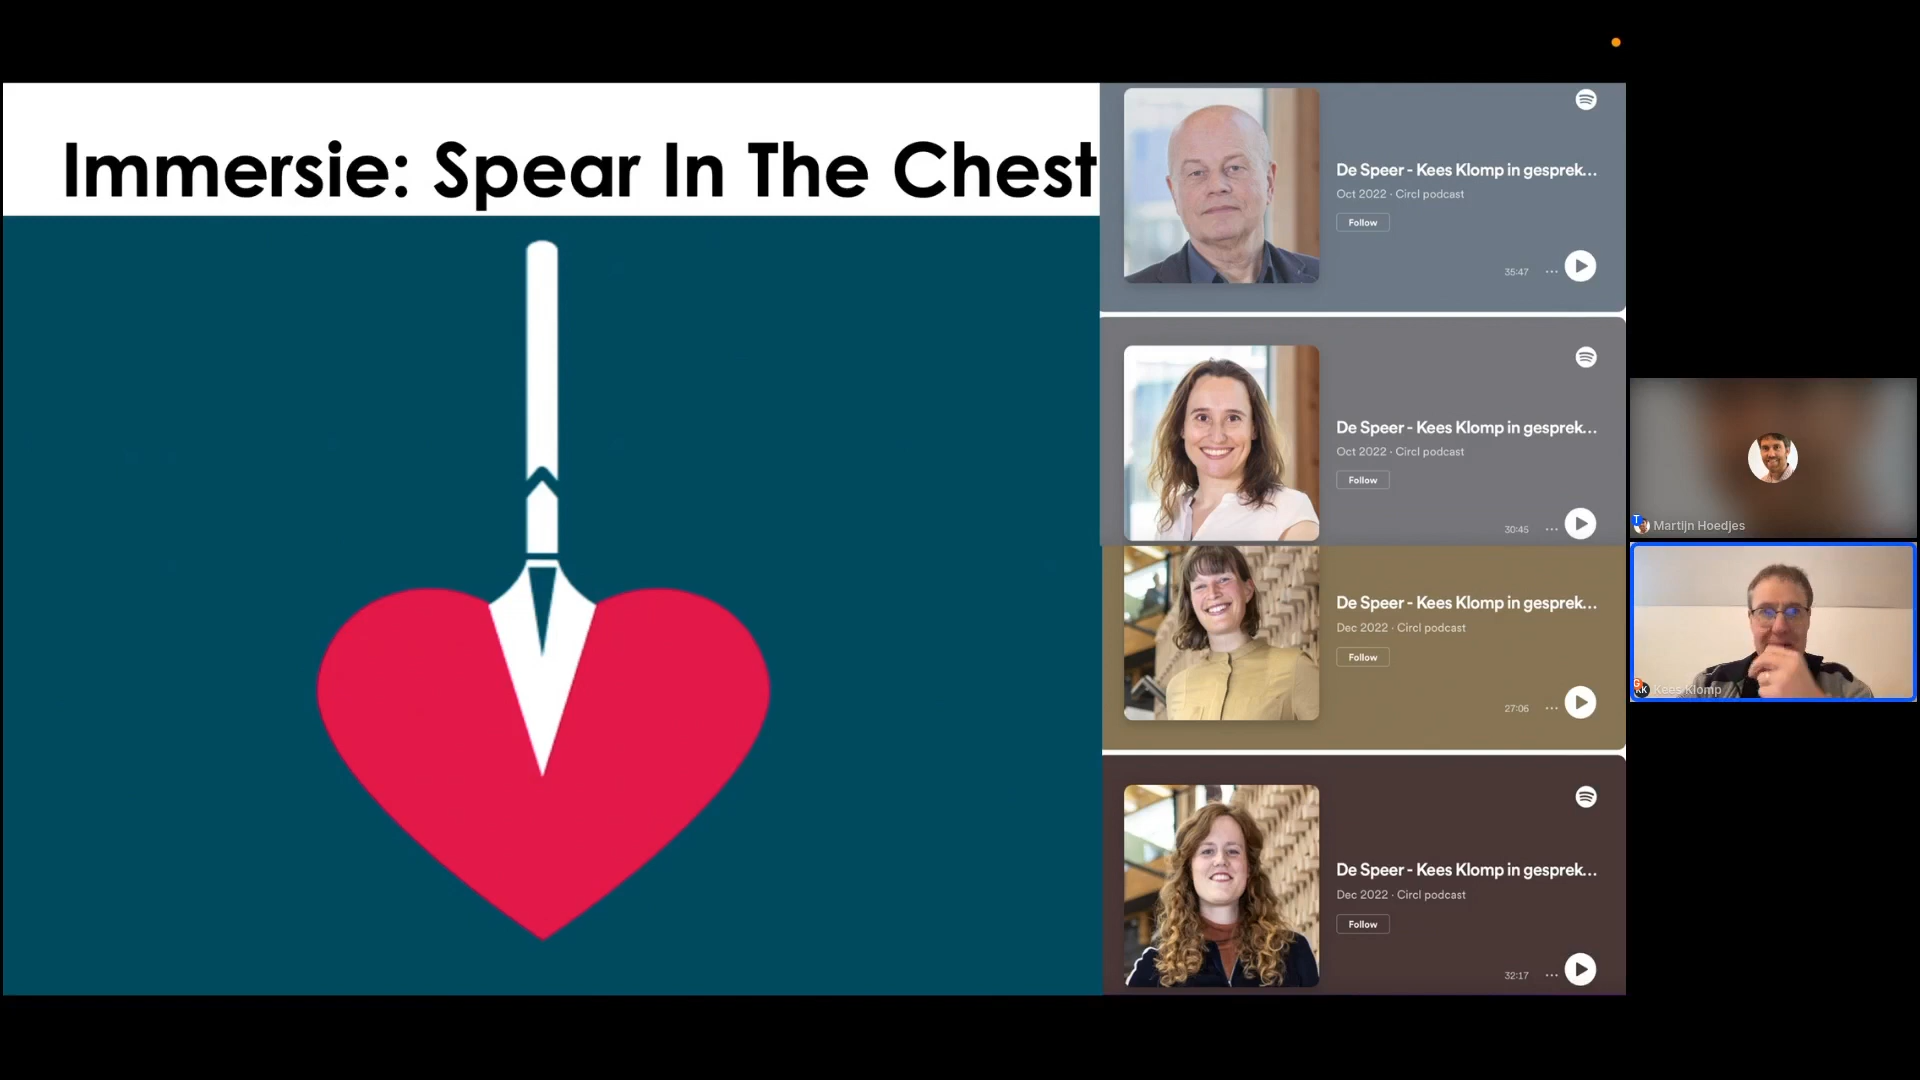 Immersie: Spear In The Chest
De Speer - Kees Klomp in gesprek...
Oct 2022 · Circl podcast
Follow
35:47
De Speer - Kees Klomp in gesprek...
Oct 2022 · Circl podcast
Follow
30:45
De Speer - Kees Klomp in gesprek...
Dec 2022 · Circl podcast
Follow
27:06
De Speer - Kees Klomp in gesprek...
Dec 2022 · Circl podcast
Follow
32:17
Martijn Hoedjes
Kees Klomp